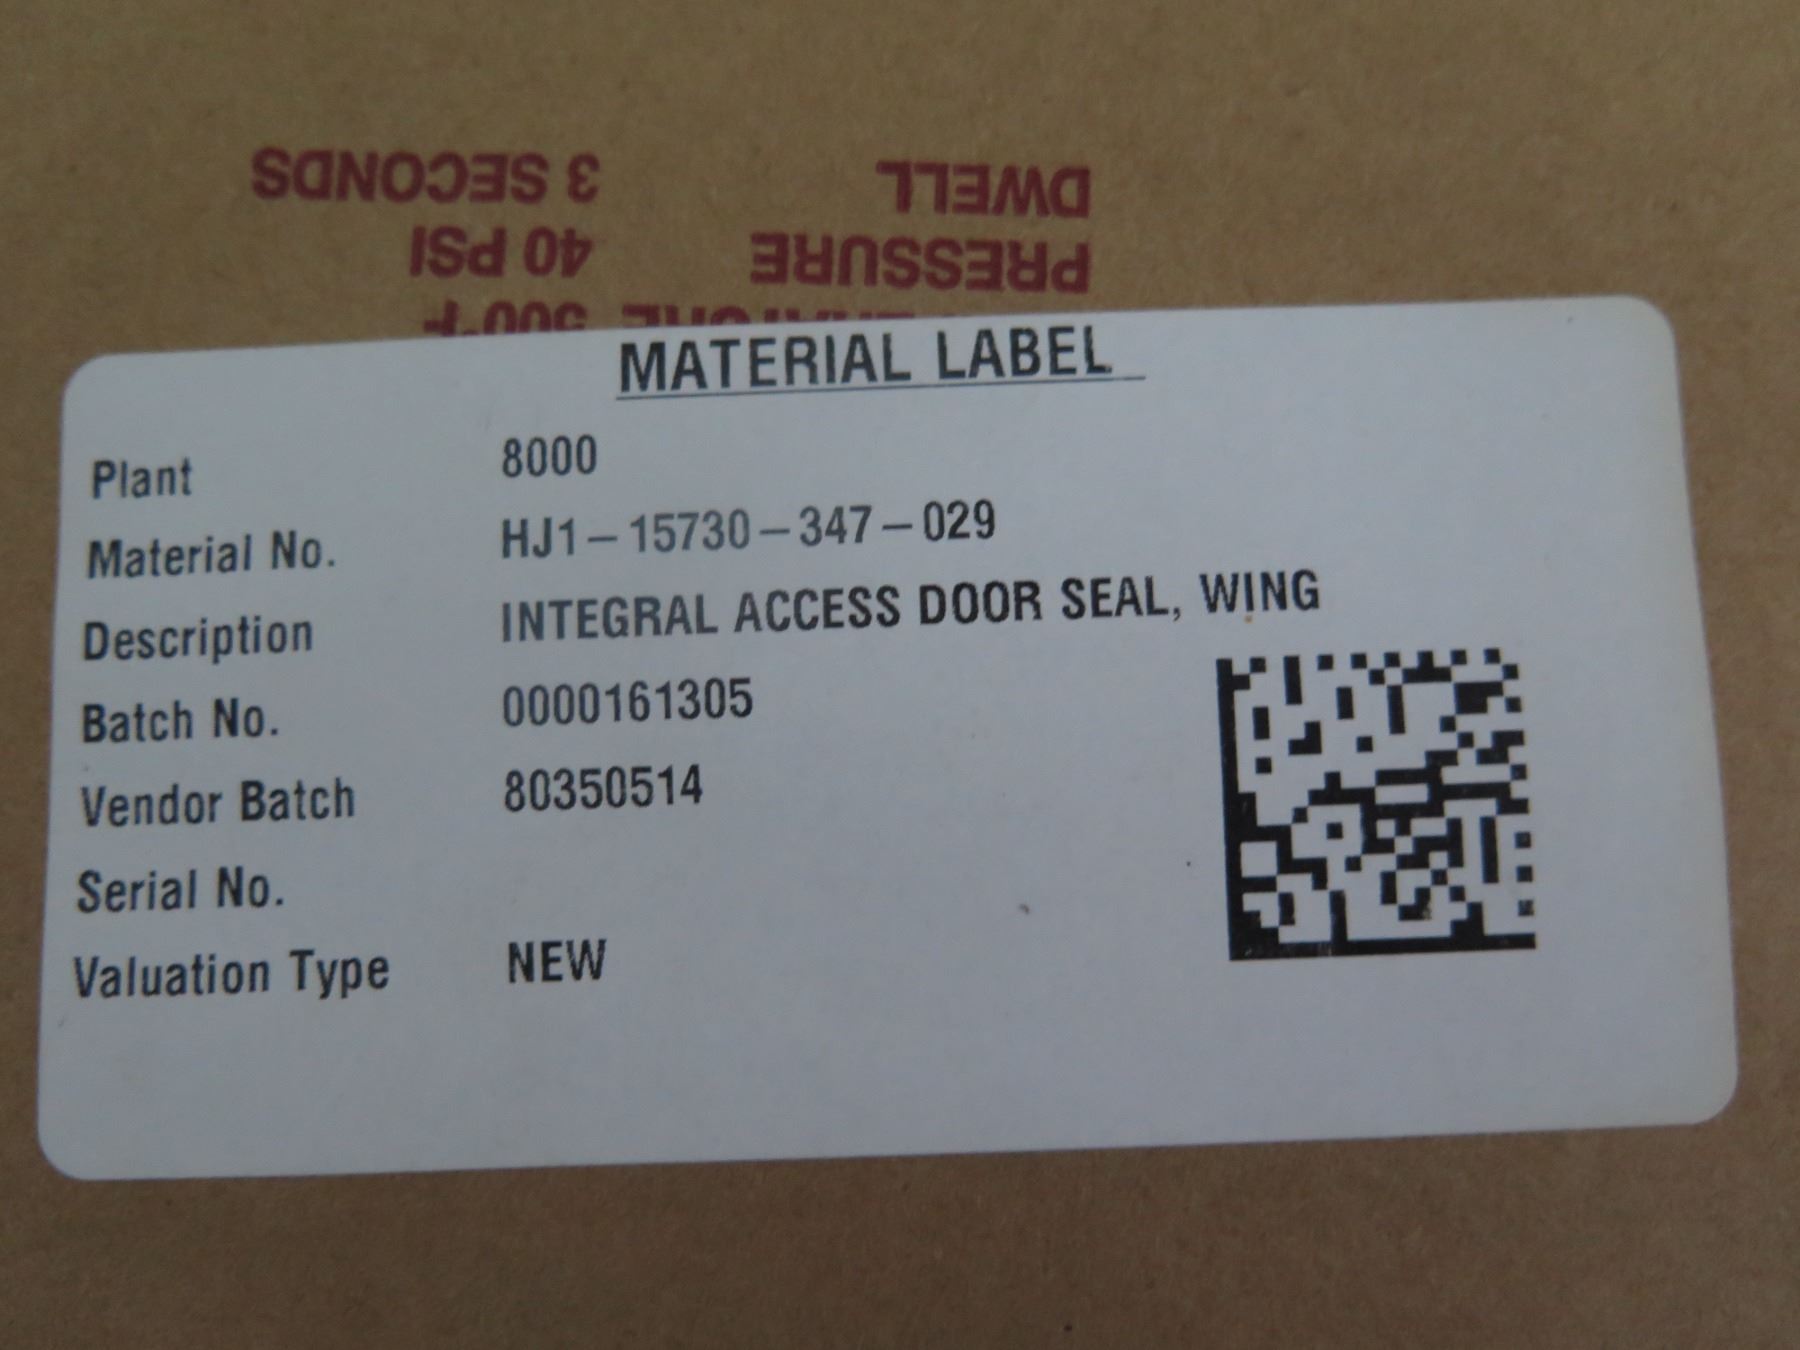 3 SECONDS DWELL
40 PSI PRESSURE
MATERIAL LABEL
Plant 8000
Material No. HJ1-15730-347-029
Description INTEGRAL ACCESS DOOR SEAL, WING
Batch No. 0000161305
Vendor Batch 80350514
Serial No.
Valuation Type NEW